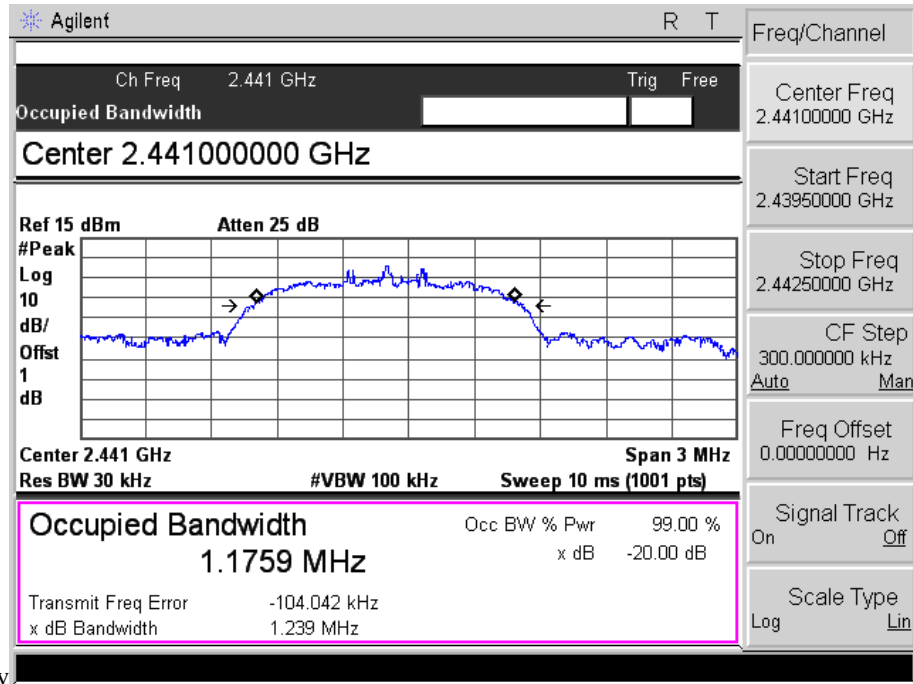 Agilent R T
Ch Freq 2.441 GHz Trig Free
Occupied Bandwidth
Center 2.441000000 GHz
Ref 15 dBm Atten 25 dB
#Peak
Log
10
dB/
Offst
1
dB
Center 2.441 GHz Span 3 MHz
Res BW 30 kHz #VBW 100 kHz Sweep 10 ms (1001 pts)
Occupied Bandwidth Occ BW % Pwr 99.00 %
1.1759 MHz x dB -20.00 dB
Transmit Freq Error -104.042 kHz
x dB Bandwidth 1.239 MHz
Freq/Channel
Center Freq
2.44100000 GHz
Start Freq
2.43950000 GHz
Stop Freq
2.44250000 GHz
CF Step
300.000000 kHz
Auto Man
Freq Offset
0.00000000 Hz
Signal Track
On Off
Scale Type
Log Lin